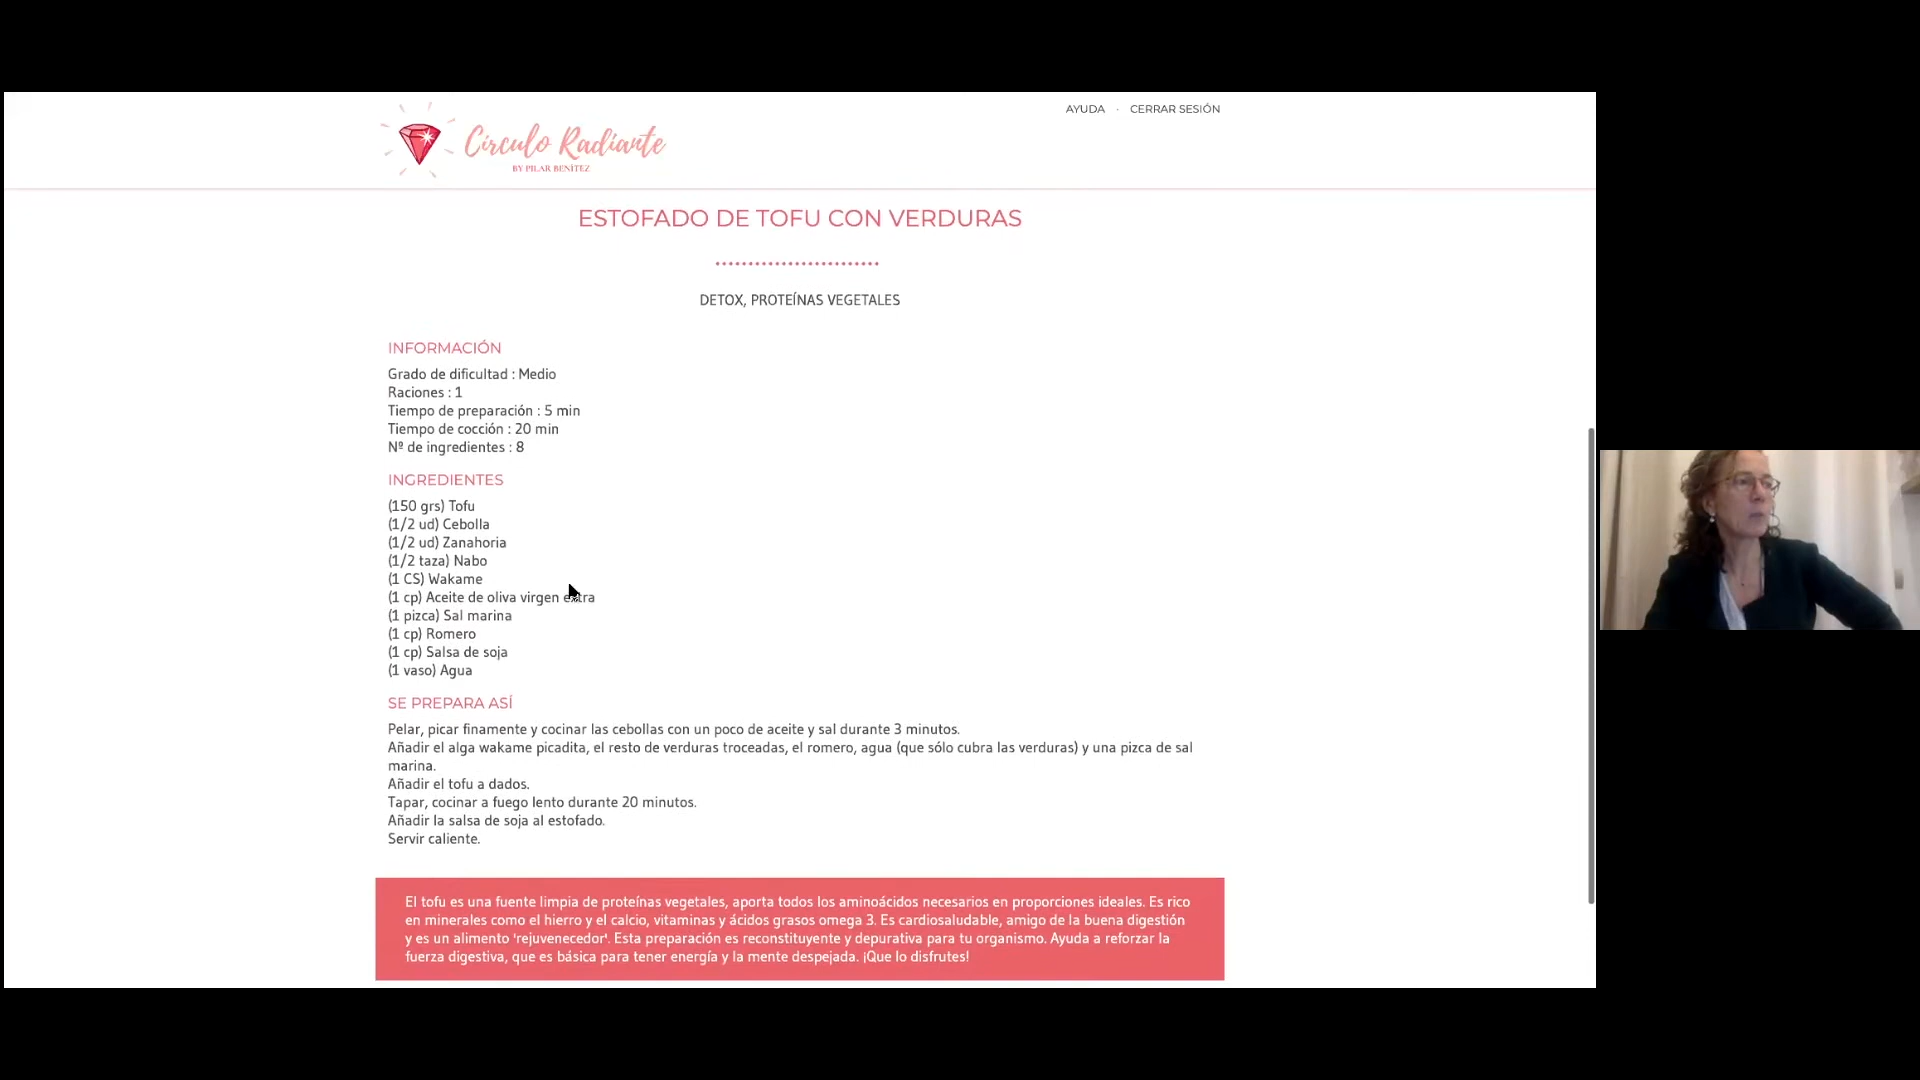 AYUDA · CERRAR SESIÓN
Círculo Radiante
BY PILAR BENÍTEZ
ESTOFADO DE TOFU CON VERDURAS
DETOX, PROTEÍNAS VEGETALES
INFORMACIÓN
Grado de dificultad : Medio
Raciones : 1
Tiempo de preparación : 5 min
Tiempo de cocción : 20 min
Nº de ingredientes : 8
INGREDIENTES
(150 grs) Tofu
(1/2 ud) Cebolla
(1/2 ud) Zanahoria
(1/2 taza) Nabo
(1 CS) Wakame
(1 cp) Aceite de oliva virgen extra
(1 pizca) Sal marina
(1 cp) Romero
(1 cp) Salsa de soja
(1 vaso) Agua
SE PREPARA ASÍ
Pelar, picar finamente y cocinar las cebollas con un poco de aceite y sal durante 3 minutos.
Añadir el alga wakame picadita, el resto de verduras troceadas, el romero, agua (que sólo cubra las verduras) y una pizca de sal
marina.
Añadir el tofu a dados.
Tapar, cocinar a fuego lento durante 20 minutos.
Añadir la salsa de soja al estofado.
Servir caliente.
El tofu es una fuente limpia de proteínas vegetales, aporta todos los aminoácidos necesarios en proporciones ideales. Es rico
en minerales como el hierro y el calcio, vitaminas y ácidos grasos omega 3. Es cardiosaludable, amigo de la buena digestión
y es un alimento 'rejuvenecedor'. Esta preparación es reconstituyente y depurativa para tu organismo. Ayuda a reforzar la
fuerza digestiva, que es básica para tener energía y la mente despejada. ¡Que lo disfrutes!